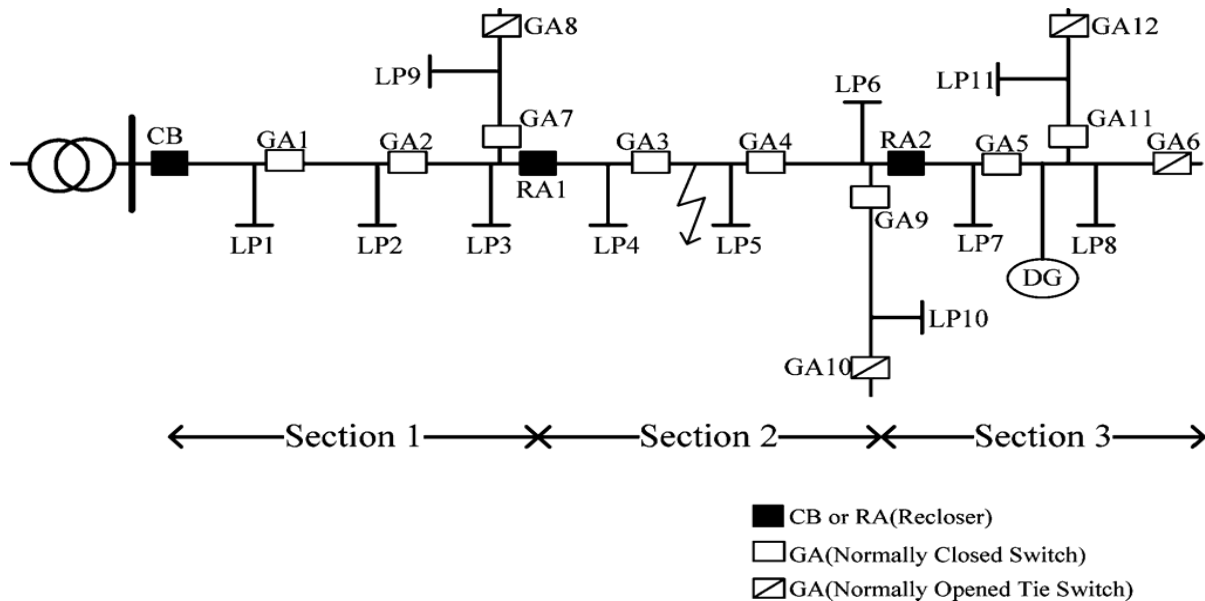 GA8
GA12
LP9
LP6
LP11
CB
GA1
GA2
GA7
GA3
GA4
RA2
GA5
GA11
GA6
RA1
GA9
LP1
LP2
LP3
LP4
LP5
LP7
LP8
DG
LP10
GA10
Section 1
Section 2
Section 3
CB or RA(Recloser)
GA(Normally Closed Switch)
GA(Normally Opened Tie Switch)